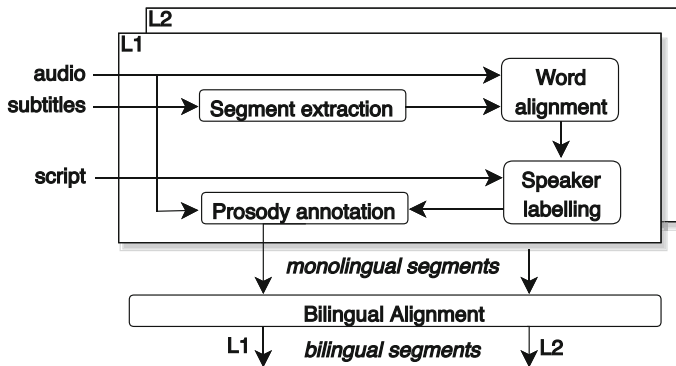 L2
L1
audio
Word
alignment
subtitles
Segment extraction
script
Speaker
labelling
Prosody annotation
monolingual segments
Bilingual Alignment
L1
bilingual segments
L2